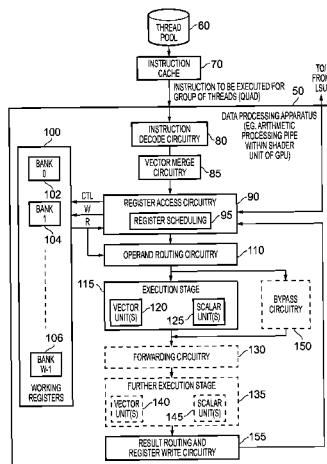 THREAD
POOL
60
INSTRUCTION
CACHE
70
INSTRUCTION TO BE EXECUTED FOR
GROUP OF THREADS (QUAD)
TO/
FROM
LSU
50
DATA PROCESSING APPARATUS
(EG. ARITHMETIC
PROCESSING PIPE
WITHIN SHADER
UNIT OF GPU)
INSTRUCTION
DECODE CIRCUITRY
80
VECTOR MERGE
CIRCUITRY
85
100
BANK
0
102
BANK
1
104
BANK
W-1
106
WORKING
REGISTERS
CTL
W
R
REGISTER ACCESS CIRCUITRY
90
REGISTER SCHEDULING
95
OPERAND ROUTING CIRCUITRY
110
115
EXECUTION STAGE
VECTOR
UNIT(S)
120
SCALAR
UNIT(S)
125
BYPASS
CIRCUITRY
150
FORWARDING CIRCUITRY
130
FURTHER EXECUTION STAGE
135
VECTOR
UNIT(S)
140
SCALAR
UNIT(S)
145
RESULT ROUTING AND
REGISTER WRITE CIRCUITRY
155